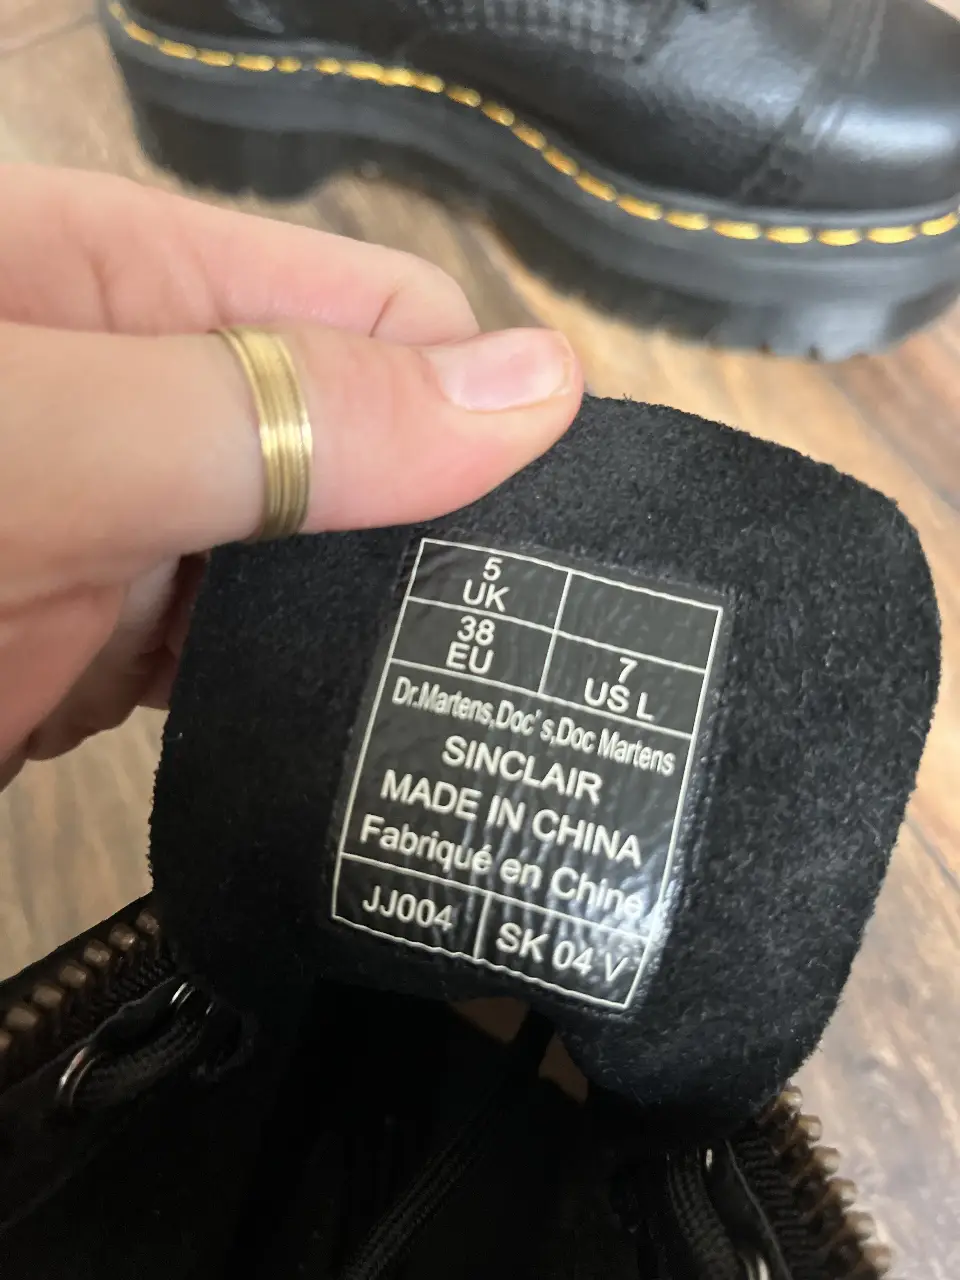 5
UK
38
EU
7
US L
Dr.Martens,Doc's,Doc Martens
SINCLAIR
MADE IN CHINA
Fabriqué en Chine
JJ004
SK 04 V